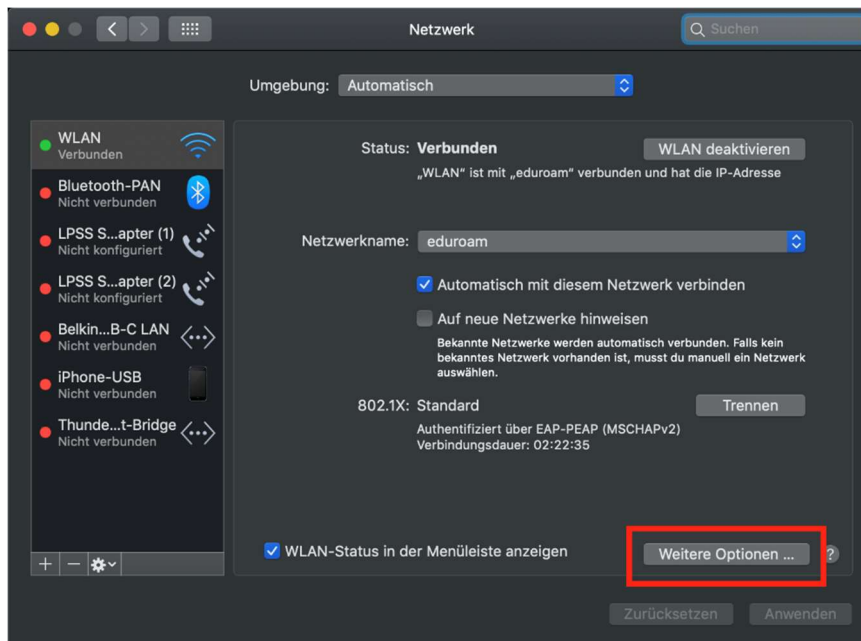 Netzwerk
Suchen
Umgebung: Automatisch
WLAN
Verbunden
Bluetooth-PAN
Nicht verbunden
LPSS S...apter (1)
Nicht konfiguriert
LPSS S...apter (2)
Nicht konfiguriert
Belkin...B-C LAN
Nicht verbunden
iPhone-USB
Nicht verbunden
Thunde...t-Bridge
Nicht verbunden
Status: Verbunden
WLAN deaktivieren
„WLAN“ ist mit „eduroam“ verbunden und hat die IP-Adresse
Netzwerkname: eduroam
Automatisch mit diesem Netzwerk verbinden
Auf neue Netzwerke hinweisen
Bekannte Netzwerke werden automatisch verbunden. Falls kein
bekanntes Netzwerk vorhanden ist, musst du manuell ein Netzwerk
auswählen.
802.1X: Standard
Trennen
Authentifiziert über EAP-PEAP (MSCHAPv2)
Verbindungsdauer: 02:22:35
WLAN-Status in der Menüleiste anzeigen
Weitere Optionen ...
?
Zurücksetzen
Anwenden